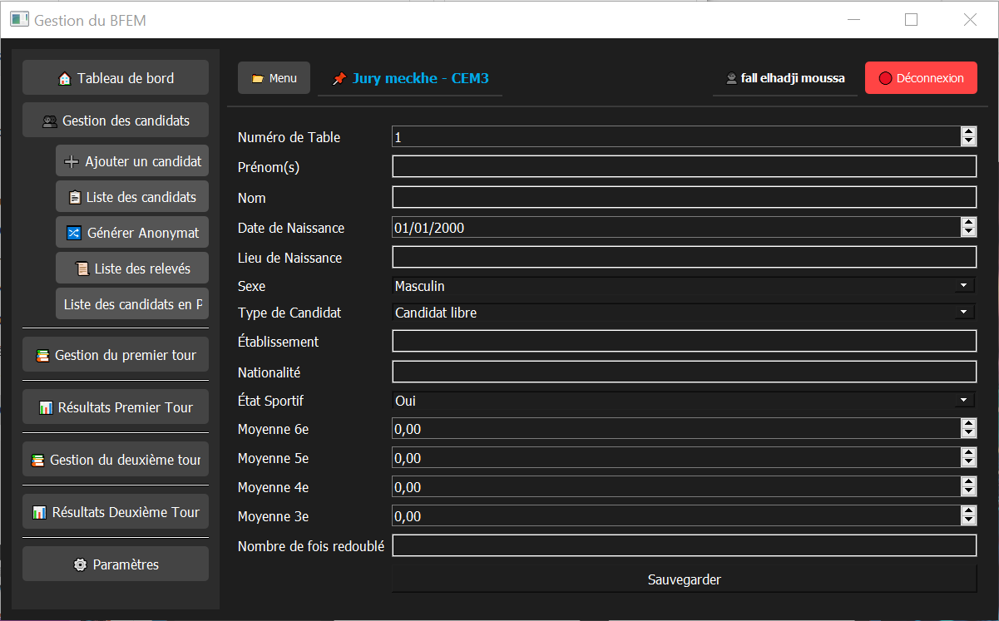 Gestion du BFEM
Tableau de bord
Gestion des candidats
Ajouter un candidat
Liste des candidats
Générer Anonymat
Liste des relevés
Liste des candidats en P
Gestion du premier tour
Résultats Premier Tour
Gestion du deuxième tour
Résultats Deuxième Tour
Paramètres
Menu
Jury meckhe - CEM3
fall elhadji moussa
Déconnexion
Numéro de Table 1
Prénom(s)
Nom
Date de Naissance 01/01/2000
Lieu de Naissance
Sexe Masculin
Type de Candidat Candidat libre
Établissement
Nationalité
État Sportif Oui
Moyenne 6e 0,00
Moyenne 5e 0,00
Moyenne 4e 0,00
Moyenne 3e 0,00
Nombre de fois redoublé
Sauvegarder